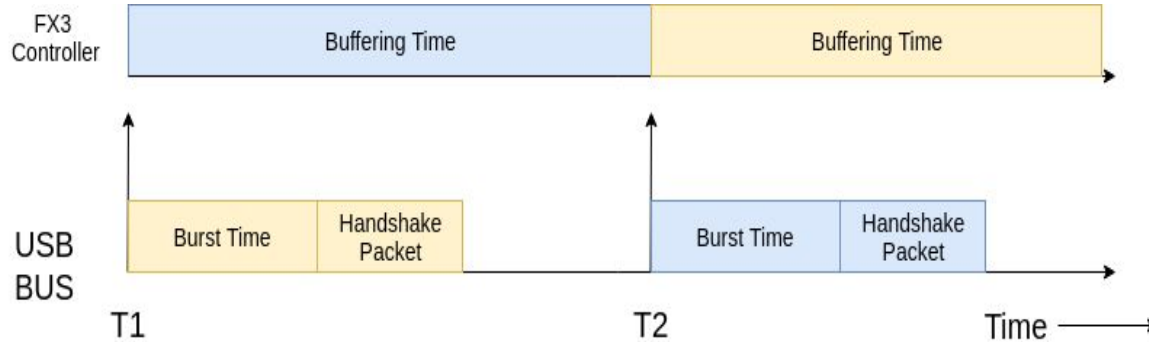 FX3
Controller
Buffering Time
Buffering Time
Burst Time
Handshake
Packet
Burst Time
Handshake
Packet
USB
BUS
T1
T2
Time